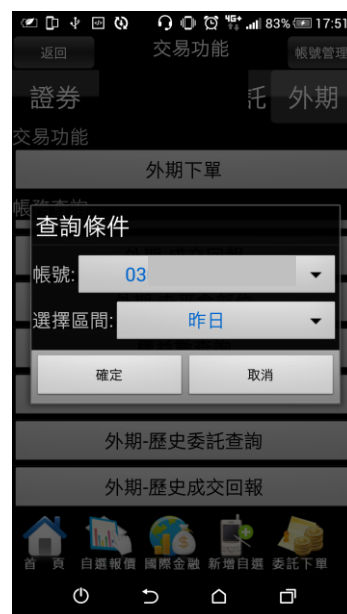 4G+ 83% 17:51
返回 交易功能 帳號管理
證券 託 外期
交易功能
外期下單
查詢條件
帳號: 03
選擇區間: 昨日
確定 取消
外期-歷史委託查詢
外期-歷史成交回報
首 頁 自選報價 國際金融 新增自選 委託下單